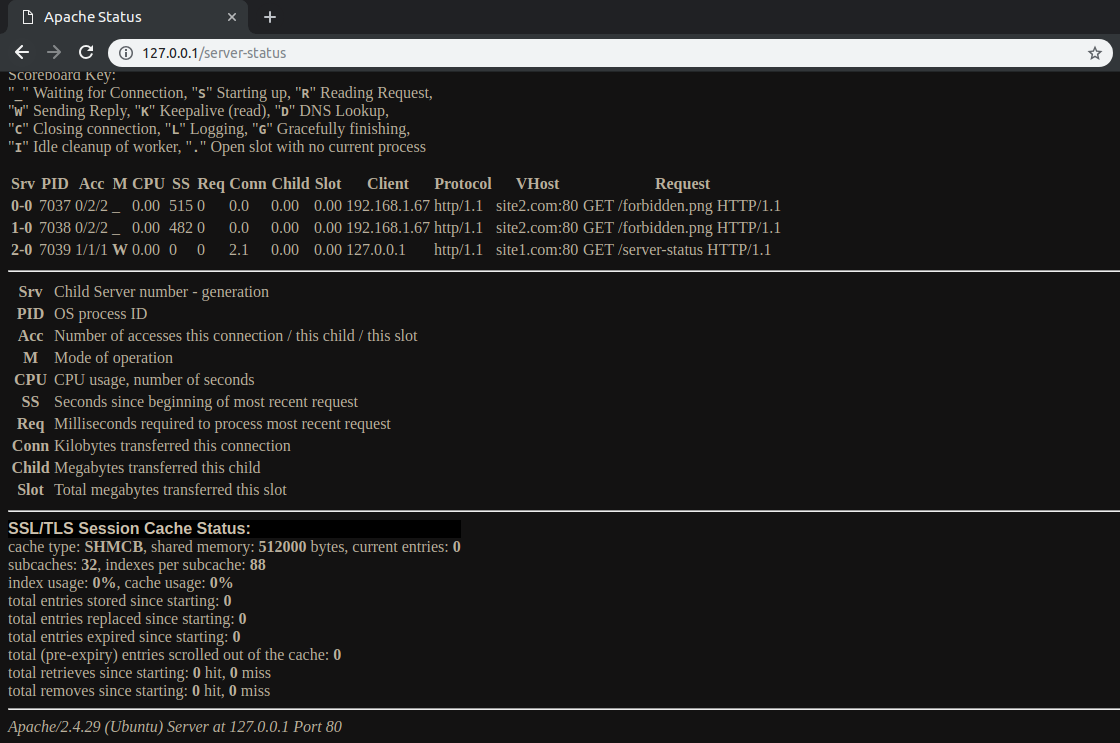 Apache Status
127.0.0.1/server-status
Scoreboard Key:
"_" Waiting for Connection, "S" Starting up, "R" Reading Request,
"W" Sending Reply, "K" Keepalive (read), "D" DNS Lookup,
"C" Closing connection, "L" Logging, "G" Gracefully finishing,
"I" Idle cleanup of worker, "." Open slot with no current process
Srv PID Acc M CPU SS Req Conn Child Slot Client Protocol VHost Request
0-0 7037 0/2/2 _ 0.00 515 0 0.0 0.00 0.00 192.168.1.67 http/1.1 site2.com:80 GET /forbidden.png HTTP/1.1
1-0 7038 0/2/2 _ 0.00 482 0 0.0 0.00 0.00 192.168.1.67 http/1.1 site2.com:80 GET /forbidden.png HTTP/1.1
2-0 7039 1/1/1 W 0.00 0 0 2.1 0.00 0.00 127.0.0.1 http/1.1 site1.com:80 GET /server-status HTTP/1.1
Srv Child Server number - generation
PID OS process ID
Acc Number of accesses this connection / this child / this slot
M Mode of operation
CPU CPU usage, number of seconds
SS Seconds since beginning of most recent request
Req Milliseconds required to process most recent request
Conn Kilobytes transferred this connection
Child Megabytes transferred this child
Slot Total megabytes transferred this slot
SSL/TLS Session Cache Status:
cache type: SHMCB, shared memory: 512000 bytes, current entries: 0
subcaches: 32, indexes per subcache: 88
index usage: 0%, cache usage: 0%
total entries stored since starting: 0
total entries replaced since starting: 0
total entries expired since starting: 0
total (pre-expiry) entries scrolled out of the cache: 0
total retrieves since starting: 0 hit, 0 miss
total removes since starting: 0 hit, 0 miss
Apache/2.4.29 (Ubuntu) Server at 127.0.0.1 Port 80